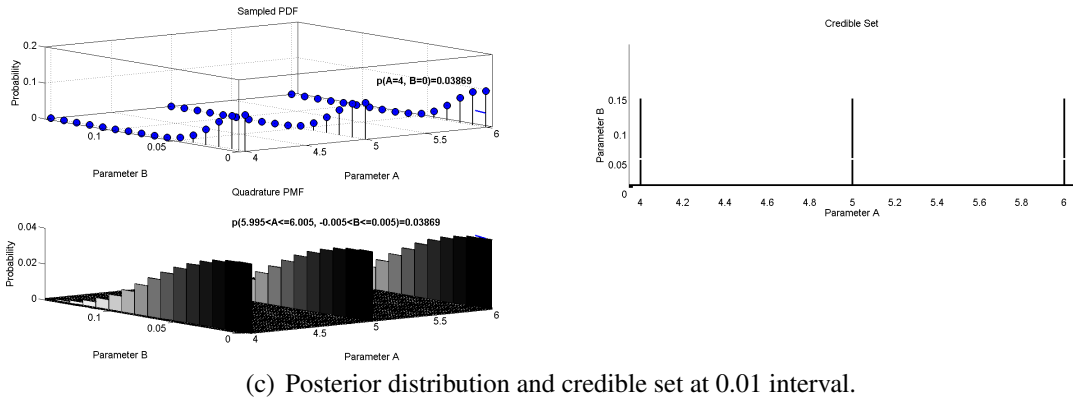 Sampled PDF
Probability
0.2
0.1
0
p(A=4, B=0)=0.03869
0.1
0.05
0
4
4.5
5
5.5
6
Parameter B
Parameter A
Quadrature PMF
p(5.995<A<=6.005, -0.005<B<=0.005)=0.03869
Probability
0.04
0.02
0
0.1
0.05
0
4
4.5
5
5.5
6
Parameter B
Parameter A
Credible Set
Parameter B
0.15
0.1
0.05
0
4 4.2 4.4 4.6 4.8 5 5.2 5.4 5.6 5.8 6
Parameter A
(c) Posterior distribution and credible set at 0.01 interval.